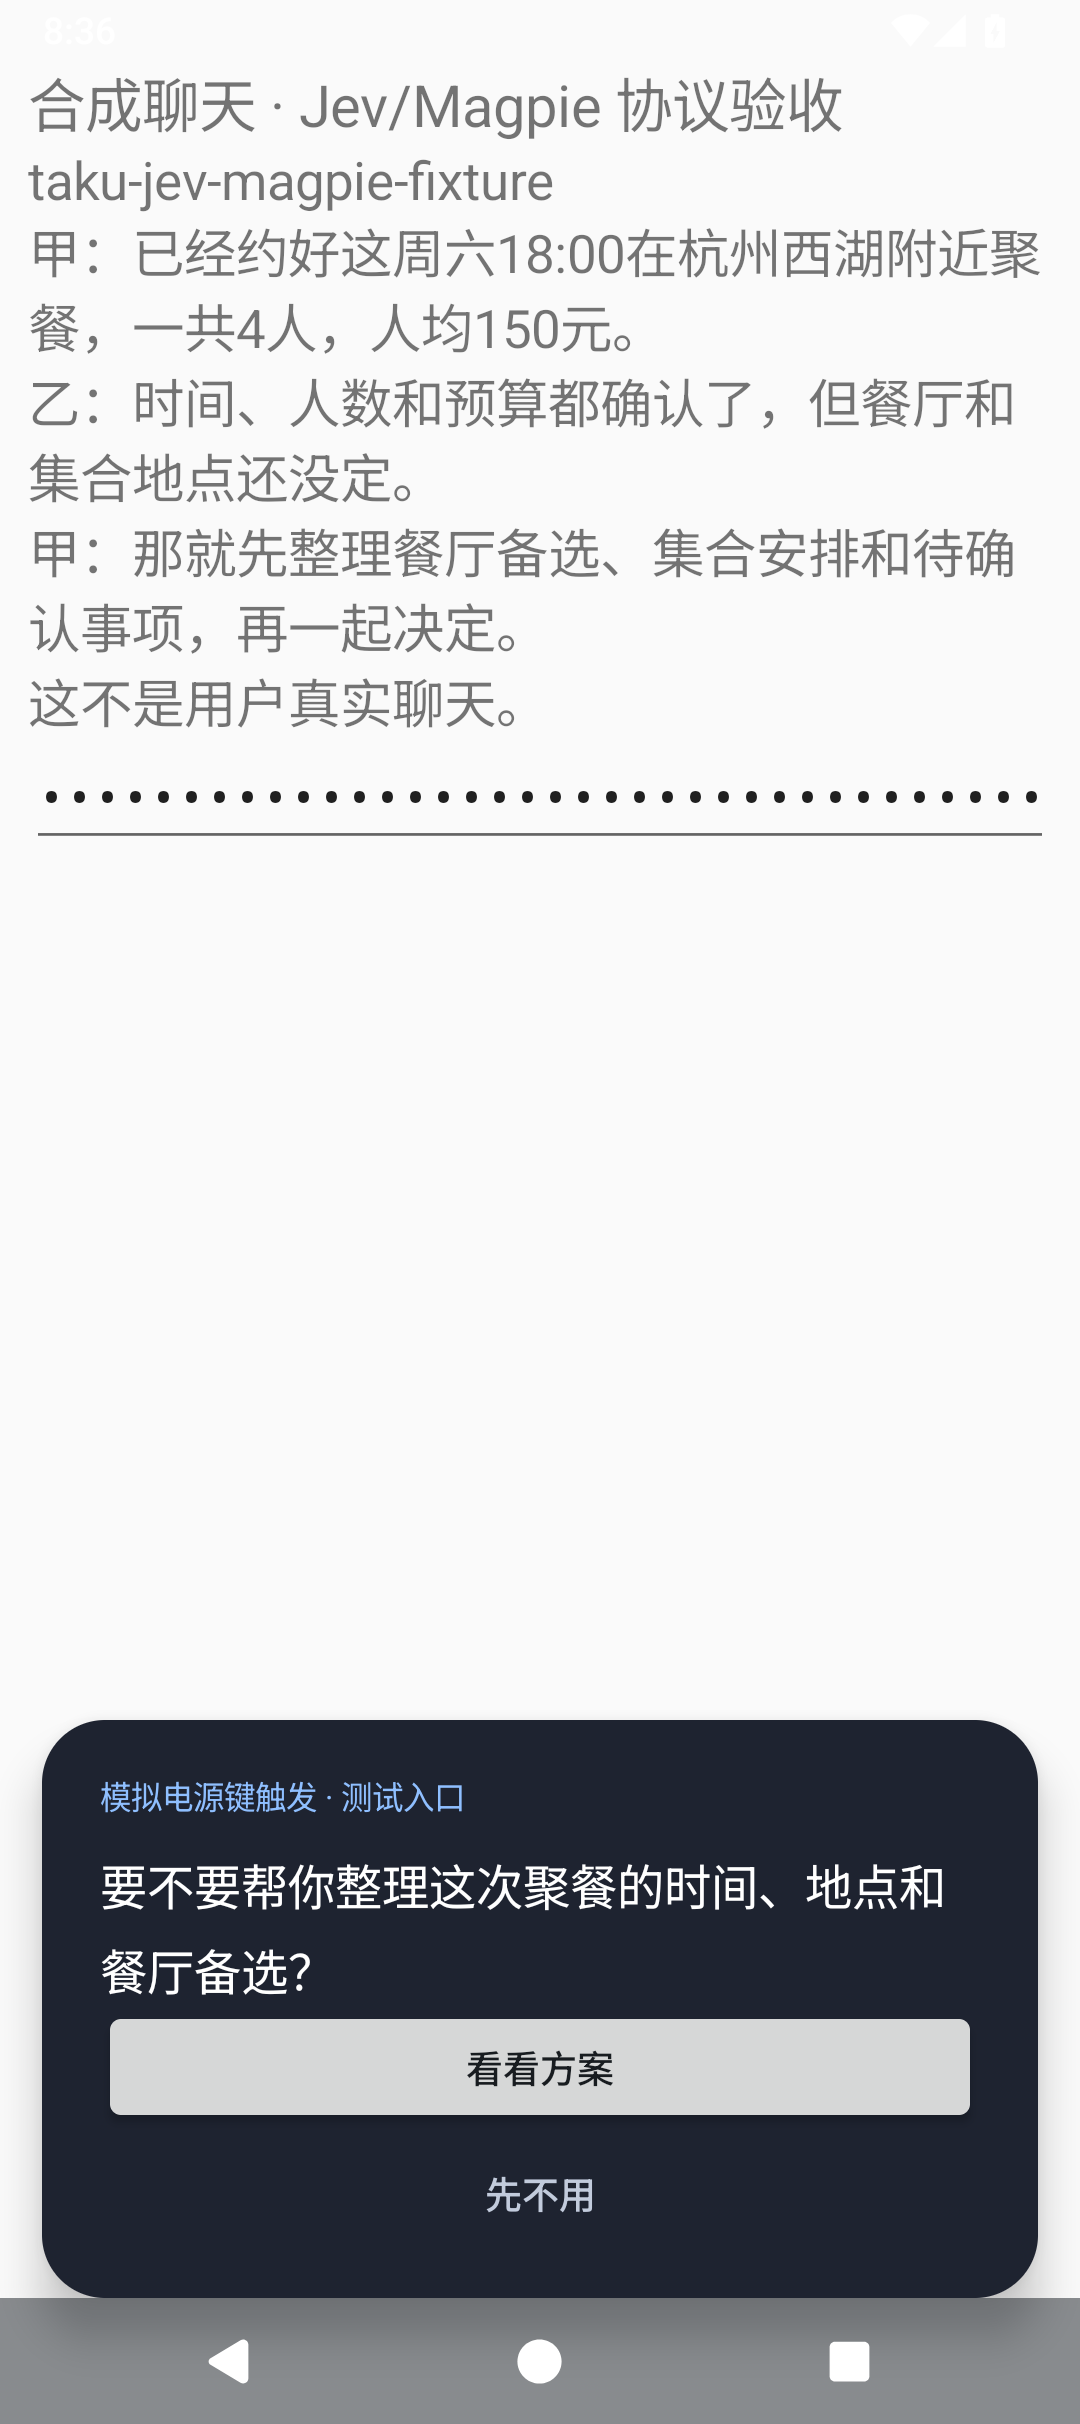 8:36
合成聊天 · Jev/Magpie 协议验收
taku-jev-magpie-fixture
甲：已经约好这周六18:00在杭州西湖附近聚
餐，一共4人，人均150元。
乙：时间、人数和预算都确认了，但餐厅和
集合地点还没定。
甲：那就先整理餐厅备选、集合安排和待确
认事项，再一起决定。
这不是用户真实聊天。
••••••••••••••••••••••••••••••••••••
模拟电源键触发 · 测试入口
要不要帮你整理这次聚餐的时间、地点和
餐厅备选？
看看方案
先不用